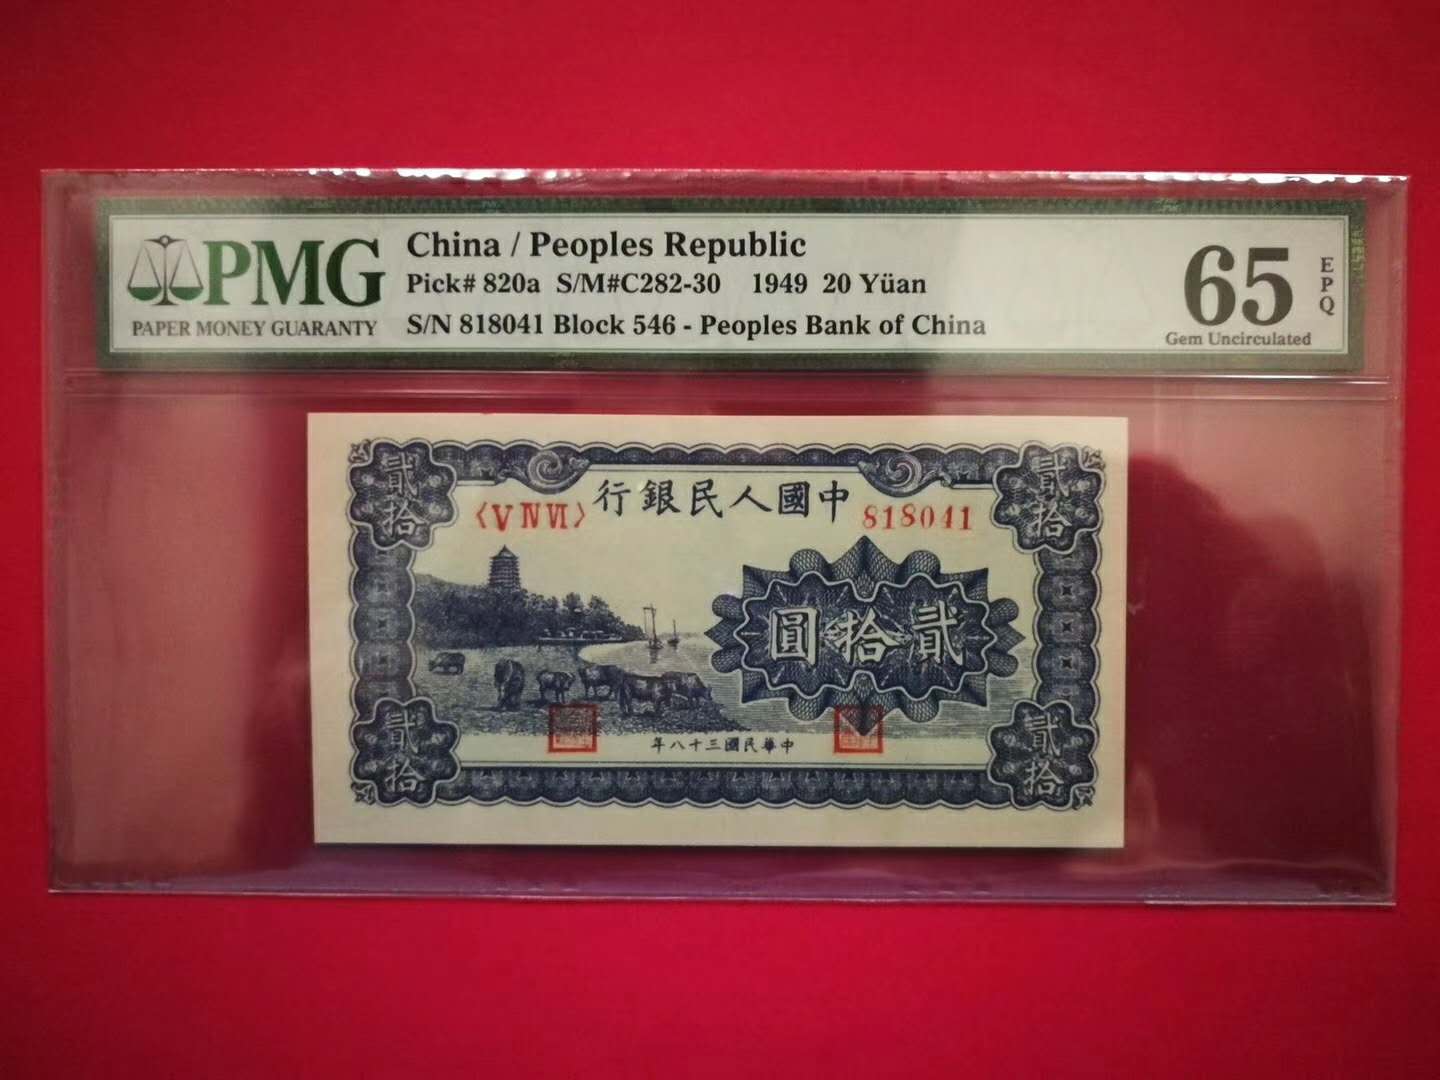 PMG
PAPER MONEY GUARANTY
China / Peoples Republic
Pick# 820a S/M#C282-30 1949 20 Yüan
S/N 818041 Block 546 - Peoples Bank of China
65
EPQ
Gem Uncirculated
貳拾
貳拾
行銀民人國中
〈V IV VI〉
818041
圓拾貳
貳拾
貳拾
年八十三國民華中